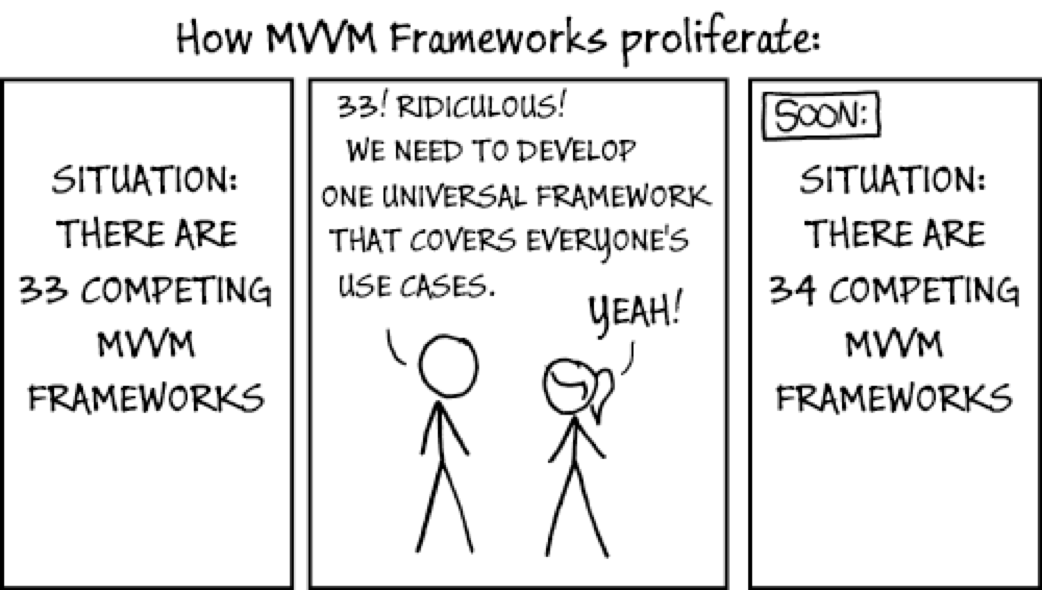 How MVVM Frameworks proliferate:
SITUATION:
THERE ARE
33 COMPETING
MVVM
FRAMEWORKS
33! RIDICULOUS!
WE NEED TO DEVELOP
ONE UNIVERSAL FRAMEWORK
THAT COVERS EVERYONE'S
USE CASES.
YEAH!
SOON:
SITUATION:
THERE ARE
34 COMPETING
MVVM
FRAMEWORKS